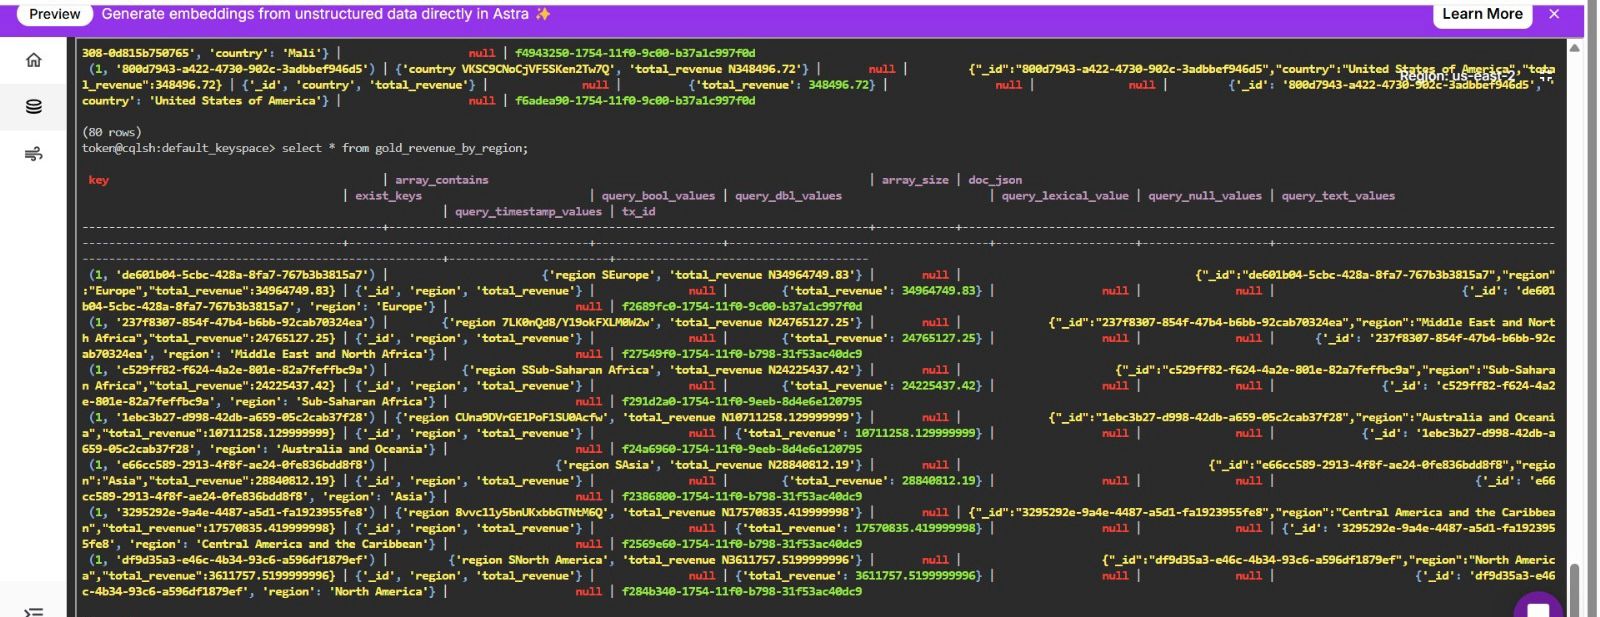 Preview Generate embeddings from unstructured data directly in Astra ✨ Learn More ×
308-0d815b750765', 'country': 'Mali'} | null | f4943250-1754-11f0-9c00-b37a1c997f0d
(1, '800d7943-a422-4730-902c-3adbbef946d5') | {'country VKSC9CNoCjVF5SKen2Tw7Q', 'total_revenue N348496.72'} | null | {"_id":"800d7943-a422-4730-902c-3adbbef946d5","country":"United States of America","tota
Region: us-east-2
l_revenue":348496.72} | {'_id', 'country', 'total_revenue'} | null | {'total_revenue': 348496.72} | null | null | {'_id': '800d7943-a422-4730-902c-3adbbef946d5', '
country': 'United States of America'} | null | f6adea90-1754-11f0-9c00-b37a1c997f0d
(80 rows)
token@cqlsh:default_keyspace> select * from gold_revenue_by_region;
key | array_contains | array_size | doc_json
| exist_keys | query_bool_values | query_dbl_values | query_lexical_value | query_null_values | query_text_values
| query_timestamp_values | tx_id
(1, 'de601b04-5cbc-428a-8fa7-767b3b3815a7') | {'region SEurope', 'total_revenue N34964749.83'} | null | {"_id":"de601b04-5cbc-428a-8fa7-767b3b3815a7","region"
:"Europe","total_revenue":34964749.83} | {'_id', 'region', 'total_revenue'} | null | {'total_revenue': 34964749.83} | null | null | {'_id': 'de601
b04-5cbc-428a-8fa7-767b3b3815a7', 'region': 'Europe'} | null | f2689fc0-1754-11f0-9c00-b37a1c997f0d
(1, '237f8307-854f-47b4-b6bb-92cab70324ea') | {'region 7LK0nQd8/Y19okFXLM0W2w', 'total_revenue N24765127.25'} | null | {"_id":"237f8307-854f-47b4-b6bb-92cab70324ea","region":"Middle East and Nort
h Africa","total_revenue":24765127.25} | {'_id', 'region', 'total_revenue'} | null | {'total_revenue': 24765127.25} | null | null | {'_id': '237f8307-854f-47b4-b6bb-92c
ab70324ea', 'region': 'Middle East and North Africa'} | null | f27549f0-1754-11f0-b798-31f53ac40dc9
(1, 'c529ff82-f624-4a2e-801e-82a7feffbc9a') | {'region SSub-Saharan Africa', 'total_revenue N24225437.42'} | null | {"_id":"c529ff82-f624-4a2e-801e-82a7feffbc9a","region":"Sub-Sahara
n Africa","total_revenue":24225437.42} | {'_id', 'region', 'total_revenue'} | null | {'total_revenue': 24225437.42} | null | null | {'_id': 'c529ff82-f624-4a2
e-801e-82a7feffbc9a', 'region': 'Sub-Saharan Africa'} | null | f291d2a0-1754-11f0-9eeb-8d4e6e120795
(1, '1ebc3b27-d998-42db-a659-05c2cab37f28') | {'region CUna9DVrGE1PoF1SU0Acfw', 'total_revenue N10711258.129999999'} | null | {"_id":"1ebc3b27-d998-42db-a659-05c2cab37f28","region":"Australia and Oceani
a","total_revenue":10711258.129999999} | {'_id', 'region', 'total_revenue'} | null | {'total_revenue': 10711258.129999999} | null | null | {'_id': '1ebc3b27-d998-42db-a
659-05c2cab37f28', 'region': 'Australia and Oceania'} | null | f24a6960-1754-11f0-9eeb-8d4e6e120795
(1, 'e66cc589-2913-4f8f-ae24-0fe836bdd8f8') | {'region SAsia', 'total_revenue N28840812.19'} | null | {"_id":"e66cc589-2913-4f8f-ae24-0fe836bdd8f8","regio
n":"Asia","total_revenue":28840812.19} | {'_id', 'region', 'total_revenue'} | null | {'total_revenue': 28840812.19} | null | null | {'_id': 'e66
cc589-2913-4f8f-ae24-0fe836bdd8f8', 'region': 'Asia'} | null | f2386800-1754-11f0-b798-31f53ac40dc9
(1, '3295292e-9a4e-4487-a5d1-fa1923955fe8') | {'region 8vvc1ly5bnUKxbbGTNtM6Q', 'total_revenue N17570835.419999998'} | null | {"_id":"3295292e-9a4e-4487-a5d1-fa1923955fe8","region":"Central America and the Caribbea
n","total_revenue":17570835.419999998} | {'_id', 'region', 'total_revenue'} | null | {'total_revenue': 17570835.419999998} | null | null | {'_id': '3295292e-9a4e-4487-a5d1-fa192395
5fe8', 'region': 'Central America and the Caribbean'} | null | f2569e60-1754-11f0-b798-31f53ac40dc9
(1, 'df9d35a3-e46c-4b34-93c6-a596df1879ef') | {'region SNorth America', 'total_revenue N3611757.5199999996'} | null | {"_id":"df9d35a3-e46c-4b34-93c6-a596df1879ef","region":"North Americ
a","total_revenue":3611757.5199999996} | {'_id', 'region', 'total_revenue'} | null | {'total_revenue': 3611757.5199999996} | null | null | {'_id': 'df9d35a3-e46
c-4b34-93c6-a596df1879ef', 'region': 'North America'} | null | f284b340-1754-11f0-b798-31f53ac40dc9